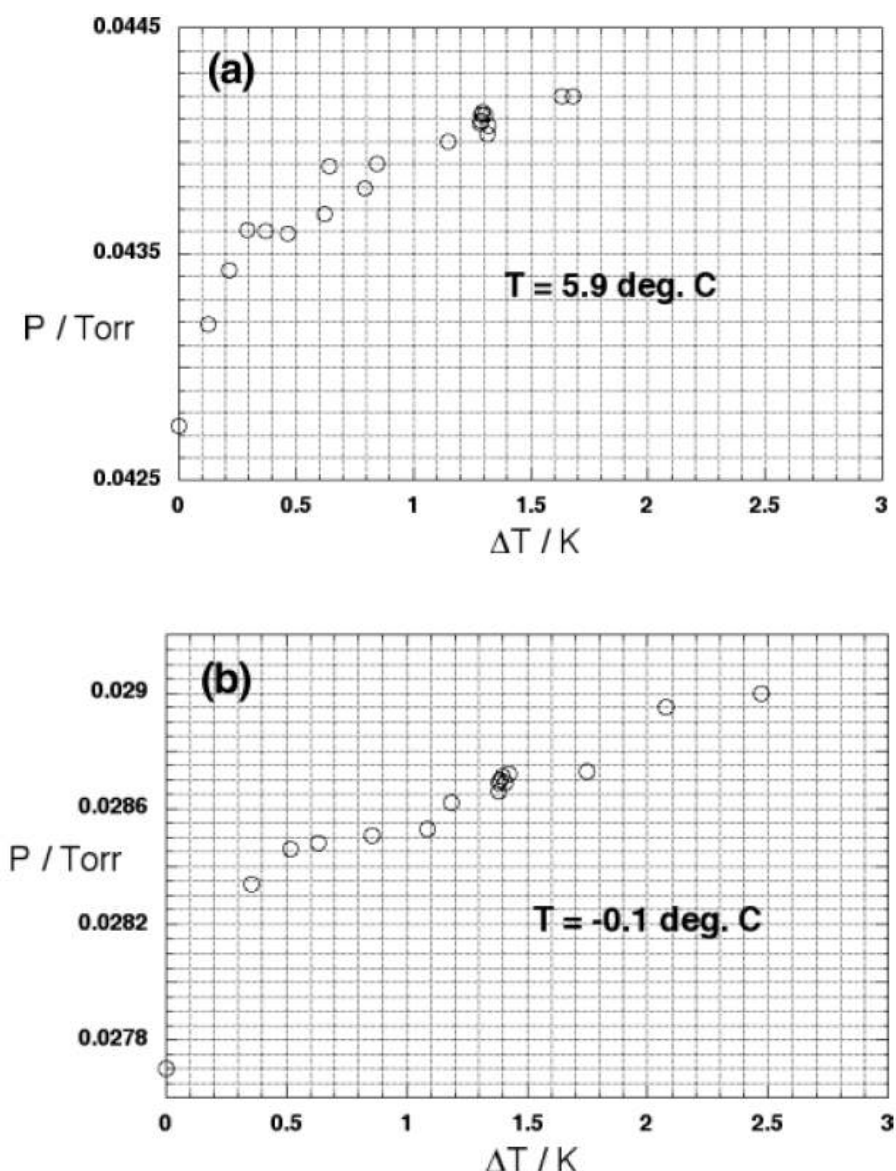 0.0445
(a)
0.0435
T = 5.9 deg. C
P / Torr
0.0425
0 0.5 1 1.5 2 2.5 3
ΔT / K
(b)
0.029
0.0286
P / Torr
T = -0.1 deg. C
0.0282
0.0278
0 0.5 1 1.5 2 2.5 3
ΔT / K